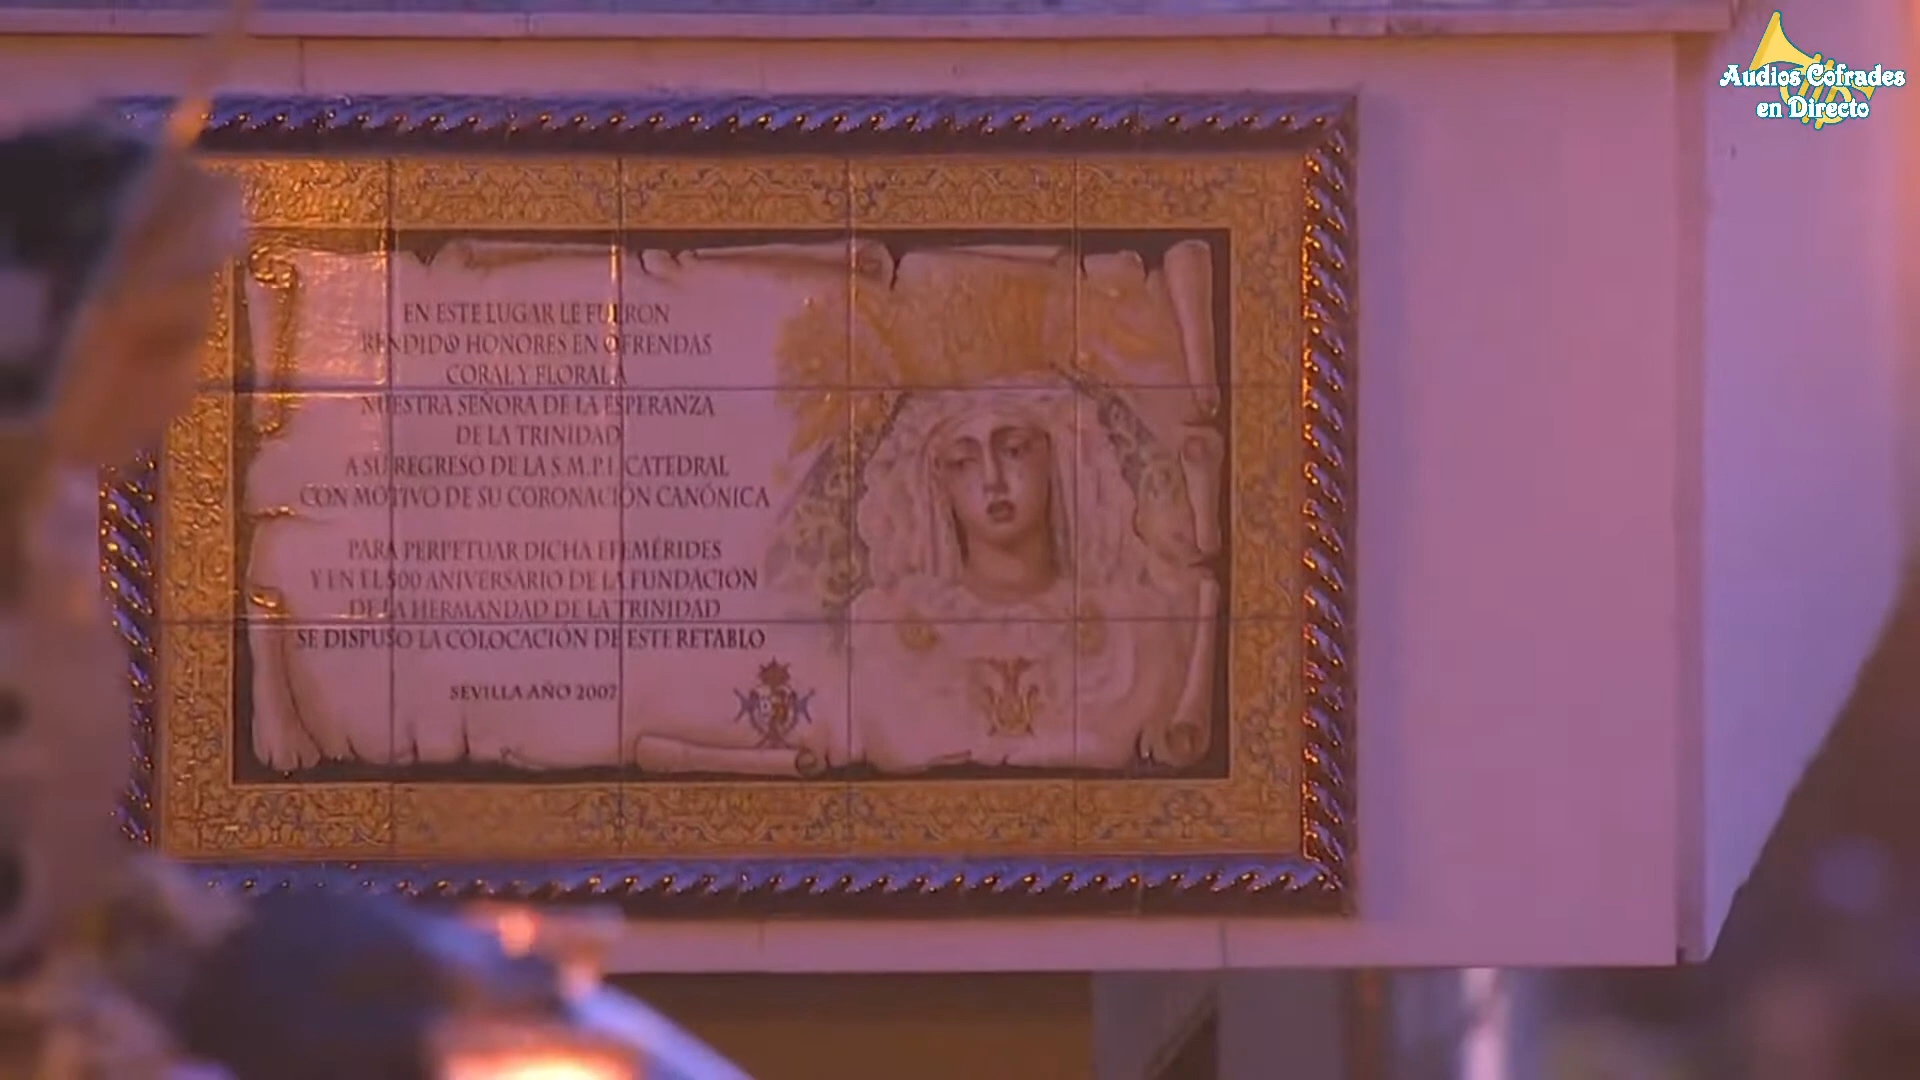 EN ESTE LUGAR LE FUERON
RENDIDO HONORES EN OFRENDAS
CORAL Y FLORAL A
NUESTRA SEÑORA DE LA ESPERANZA
DE LA TRINIDAD
A SU REGRESO DE LA S.M.P.I. CATEDRAL
CON MOTIVO DE SU CORONACIÓN CANÓNICA
PARA PERPETUAR DICHA EFEMÉRIDES
Y EN EL 500 ANIVERSARIO DE LA FUNDACIÓN
DE LA HERMANDAD DE LA TRINIDAD
SE DISPUSO LA COLOCACIÓN DE ESTE RETABLO
SEVILLA AÑO 2007
Audios Cofrades
en Directo